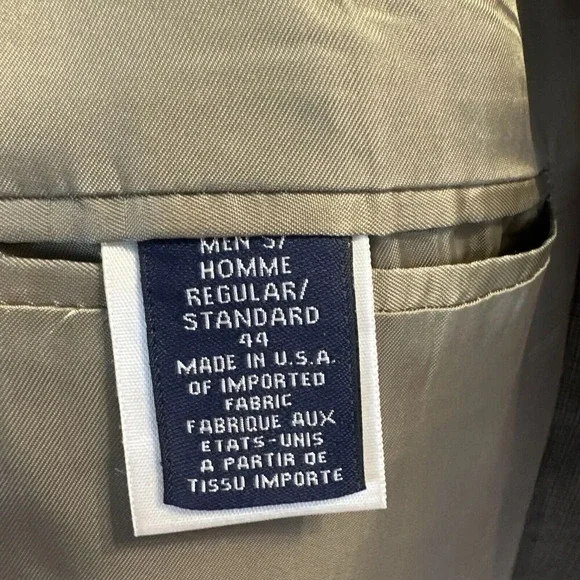 MEN'S/
HOMME
REGULAR/
STANDARD
44
MADE IN U.S.A.
OF IMPORTED
FABRIC
FABRIQUE AUX
ETATS-UNIS
A PARTIR DE
TISSU IMPORTE